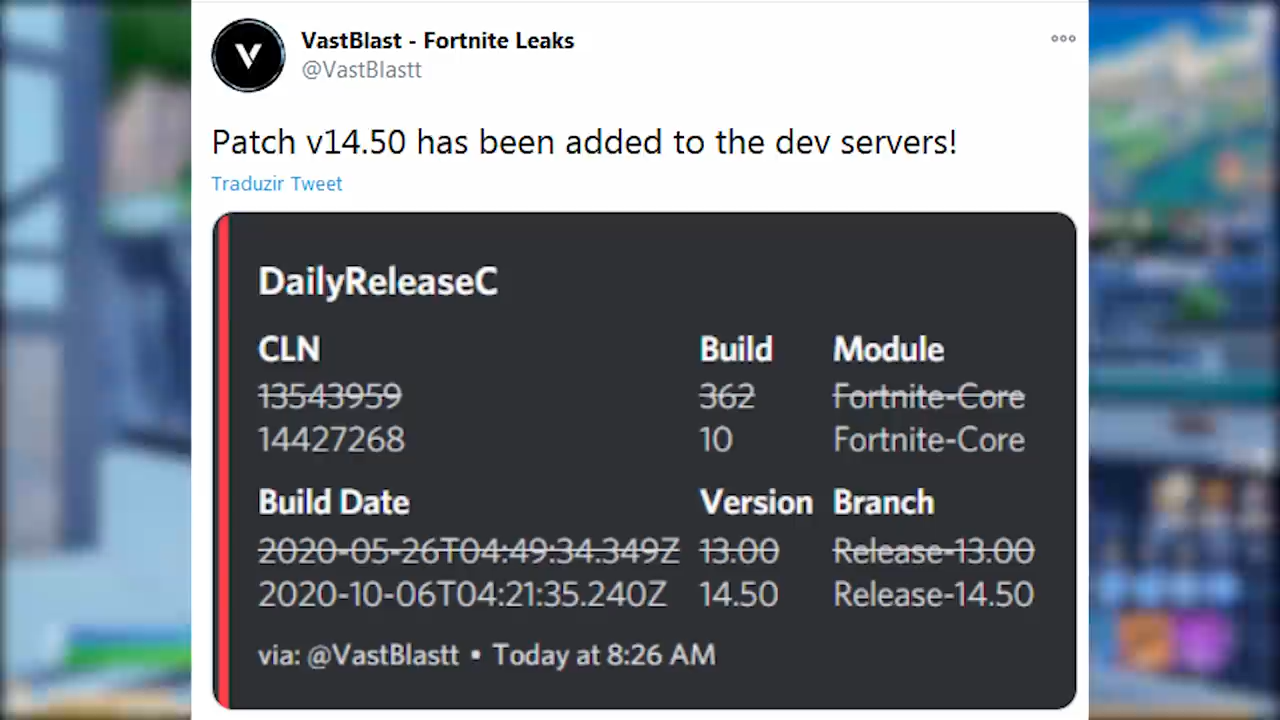 VastBlast - Fortnite Leaks
@VastBlastt
Patch v14.50 has been added to the dev servers!
Traduzir Tweet
DailyReleaseC
CLN Build Module
13543959 362 Fortnite-Core
14427268 10 Fortnite-Core
Build Date Version Branch
2020-05-26T04:49:34.349Z 13.00 Release-13.00
2020-10-06T04:21:35.240Z 14.50 Release-14.50
via: @VastBlastt • Today at 8:26 AM